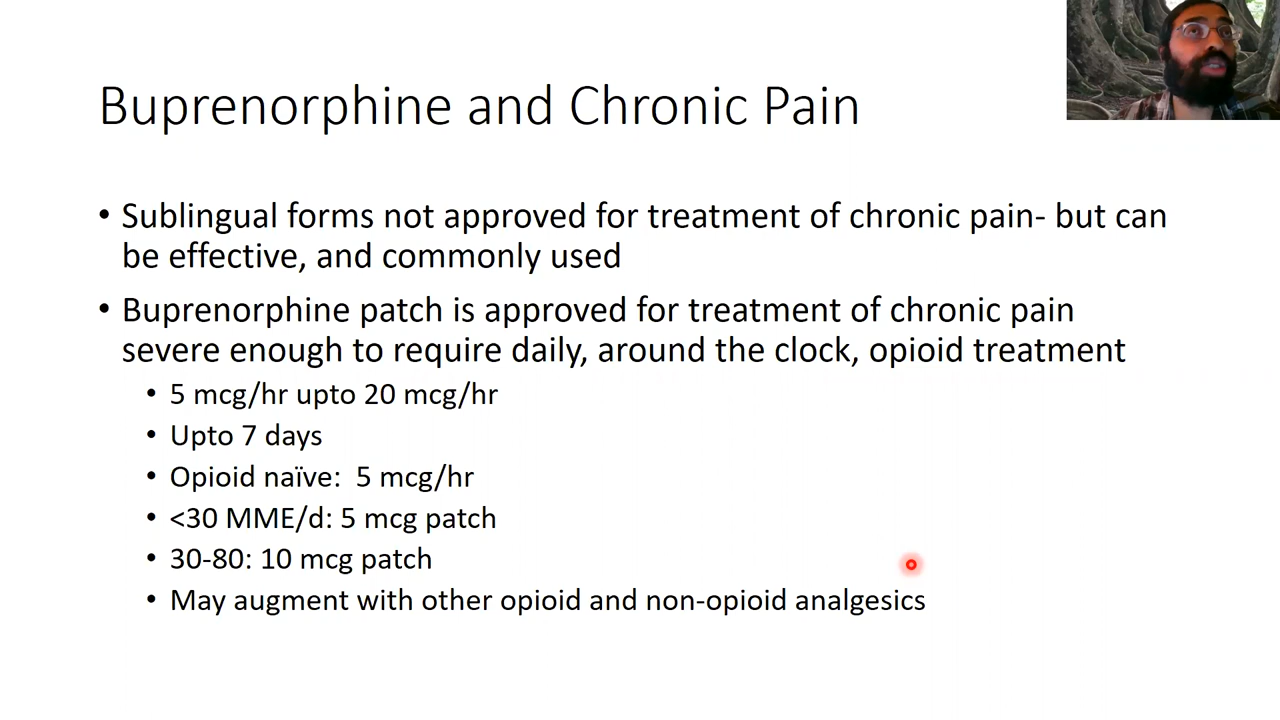 Buprenorphine and Chronic Pain
• Sublingual forms not approved for treatment of chronic pain- but can
be effective, and commonly used
• Buprenorphine patch is approved for treatment of chronic pain
severe enough to require daily, around the clock, opioid treatment
• 5 mcg/hr upto 20 mcg/hr
• Upto 7 days
• Opioid naïve:  5 mcg/hr
• <30 MME/d: 5 mcg patch
• 30-80: 10 mcg patch
• May augment with other opioid and non-opioid analgesics